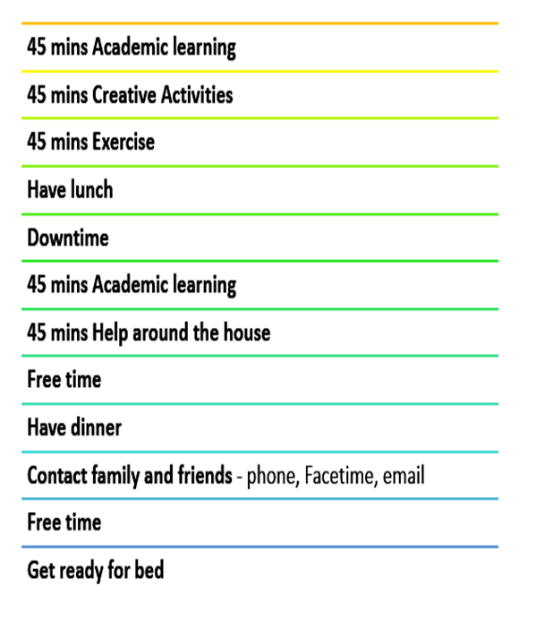 45 mins Academic learning
45 mins Creative Activities
45 mins Exercise
Have lunch
Downtime
45 mins Academic learning
45 mins Help around the house
Free time
Have dinner
Contact family and friends - phone, Facetime, email
Free time
Get ready for bed